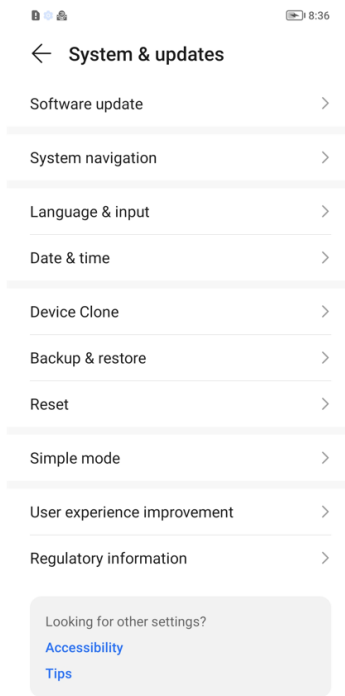 8:36
System & updates
Software update
System navigation
Language & input
Date & time
Device Clone
Backup & restore
Reset
Simple mode
User experience improvement
Regulatory information
Looking for other settings?
Accessibility
Tips